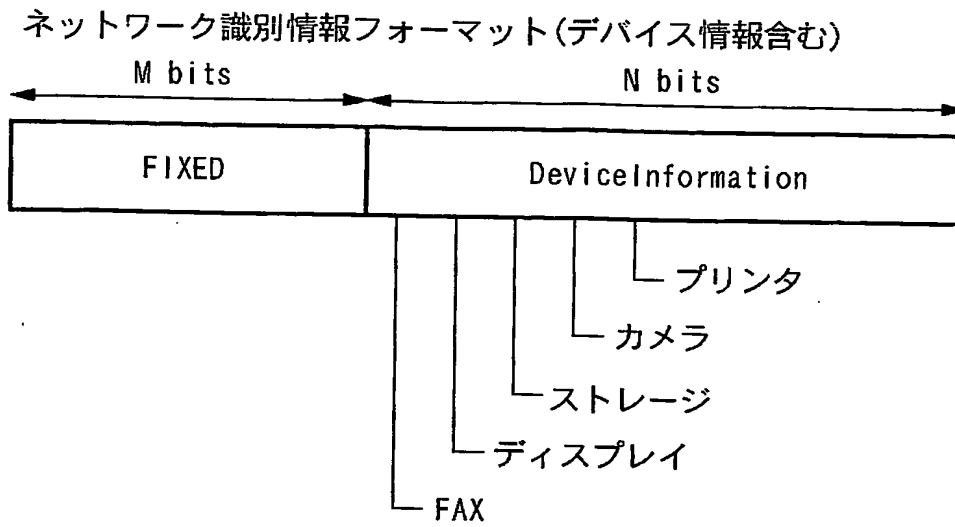 ネットワーク識別情報フォーマット(デバイス情報含む)
M bits
N bits
FIXED
DeviceInformation
プリンタ
カメラ
ストレージ
ディスプレイ
FAX